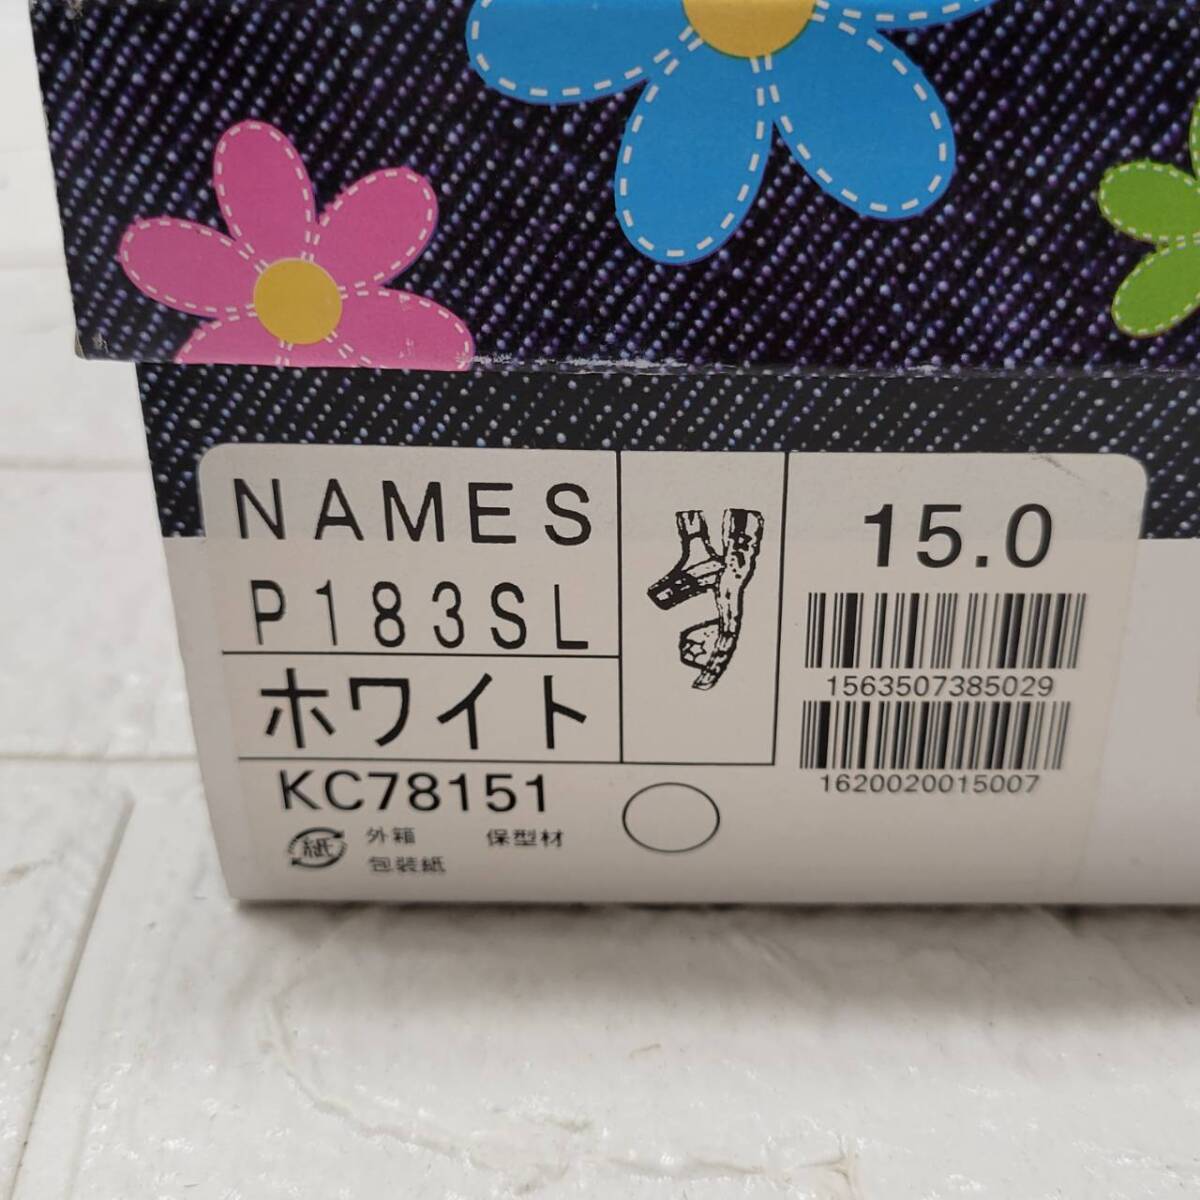 NAMES
P183SL
ホワイト
KC78151
紙 外箱 保型材
包装紙
15.0
1563507385029
1620020015007